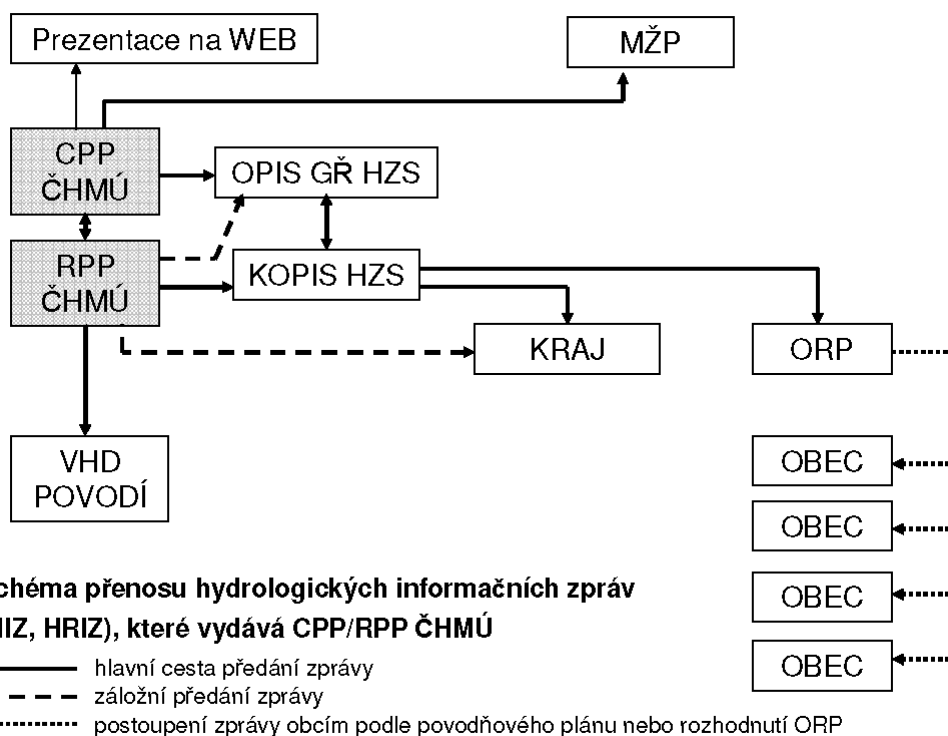 Prezentace na WEB
MŽP
CPP
ČHMÚ
OPIS GŘ HZS
RPP
ČHMÚ
KOPIS HZS
KRAJ
ORP
VHD
POVODÍ
OBEC
OBEC
OBEC
OBEC
chéma přenosu hydrologických informačních zpráv
IIZ, HRIZ), které vydává CPP/RPP ČHMÚ
hlavní cesta předání zprávy
záložní předání zprávy
postoupení zprávy obcím podle povodňového plánu nebo rozhodnutí ORP